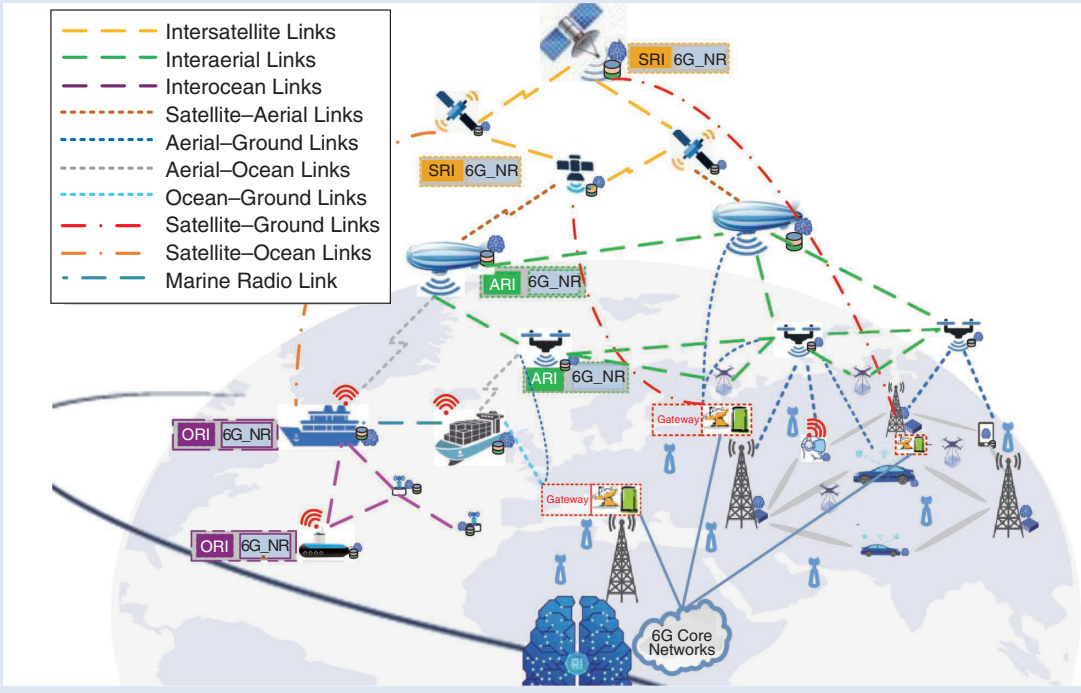 Intersatellite Links
Interaerial Links
Interocean Links
Satellite–Aerial Links
Aerial–Ground Links
Aerial–Ocean Links
Ocean–Ground Links
Satellite–Ground Links
Satellite–Ocean Links
Marine Radio Link
SRI 6G_NR
SRI 6G_NR
ARI 6G_NR
ARI 6G_NR
Gateway
ORI 6G_NR
Gateway
ORI 6G_NR
6G Core
Networks